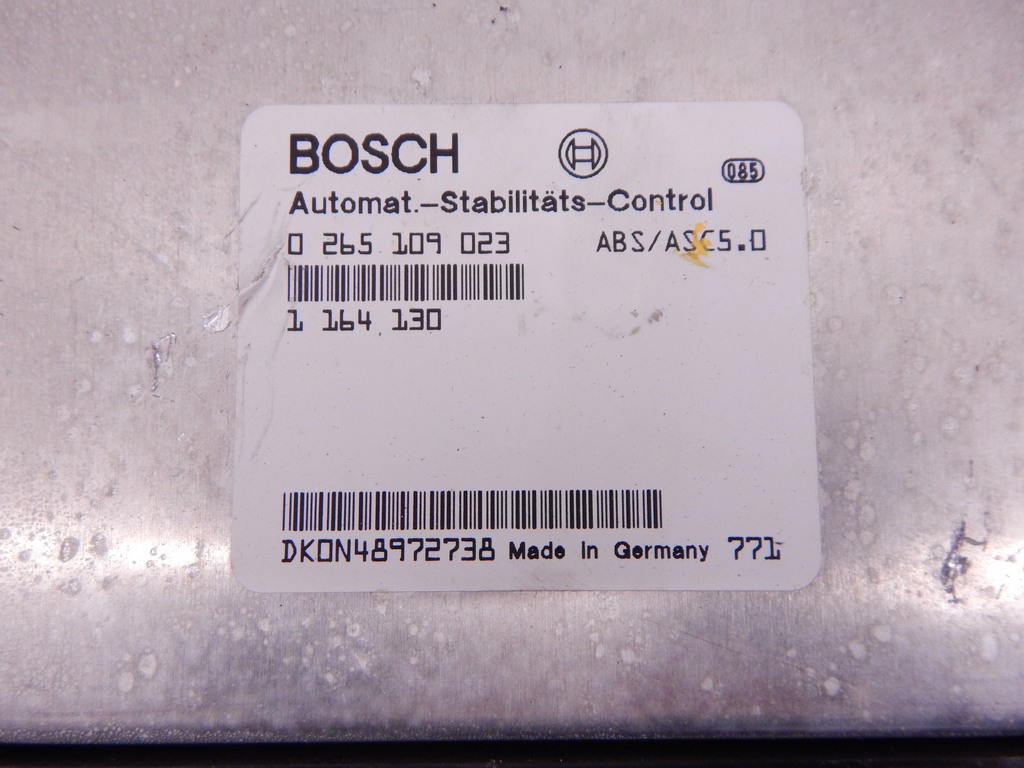 BOSCH
085
Automat.-Stabilitäts-Control
0 265 109 023 ABS/ASC5.0
1 164 130
DK0N48972738 Made in Germany 771